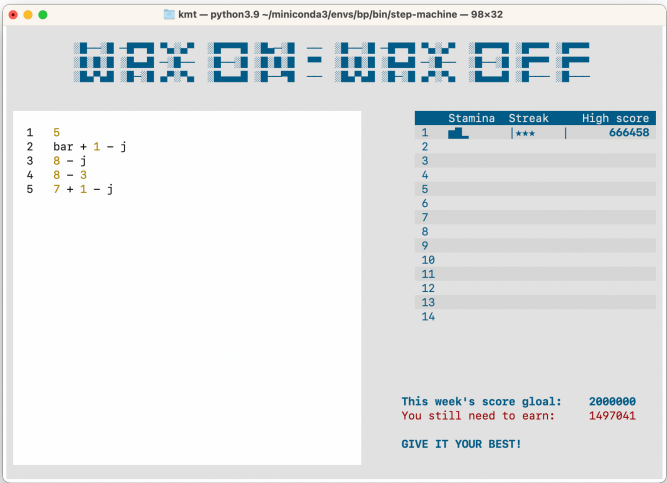 kmt — python3.9 ~/miniconda3/envs/bp/bin/step-machine — 98×32
WAX ON-WAX OFF
1 5
2 bar + 1 - j
3 8 - j
4 8 - 3
5 7 + 1 - j
Stamina Streak High score
1 |★★★ | 666458
2
3
4
5
6
7
8
9
10
11
12
13
14
This week's score gloal: 2000000
You still need to earn: 1497041
GIVE IT YOUR BEST!